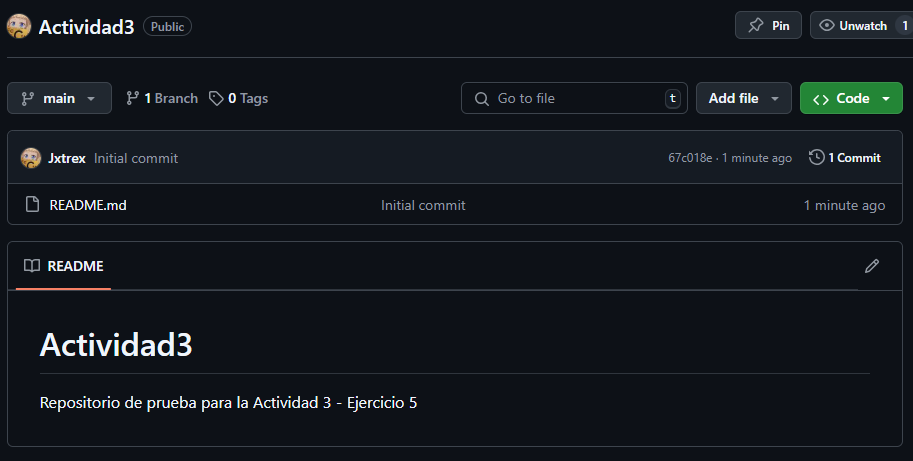 Actividad3 Public Pin Unwatch 1
main 1 Branch 0 Tags Go to file t Add file Code
Jxtrex Initial commit 67c018e · 1 minute ago 1 Commit
README.md Initial commit 1 minute ago
README
Actividad3
Repositorio de prueba para la Actividad 3 - Ejercicio 5